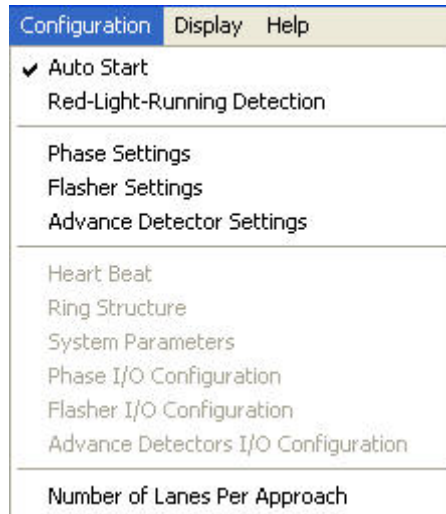 Configuration Display Help
✔ Auto Start
Red-Light-Running Detection
Phase Settings
Flasher Settings
Advance Detector Settings
Heart Beat
Ring Structure
System Parameters
Phase I/O Configuration
Flasher I/O Configuration
Advance Detectors I/O Configuration
Number of Lanes Per Approach